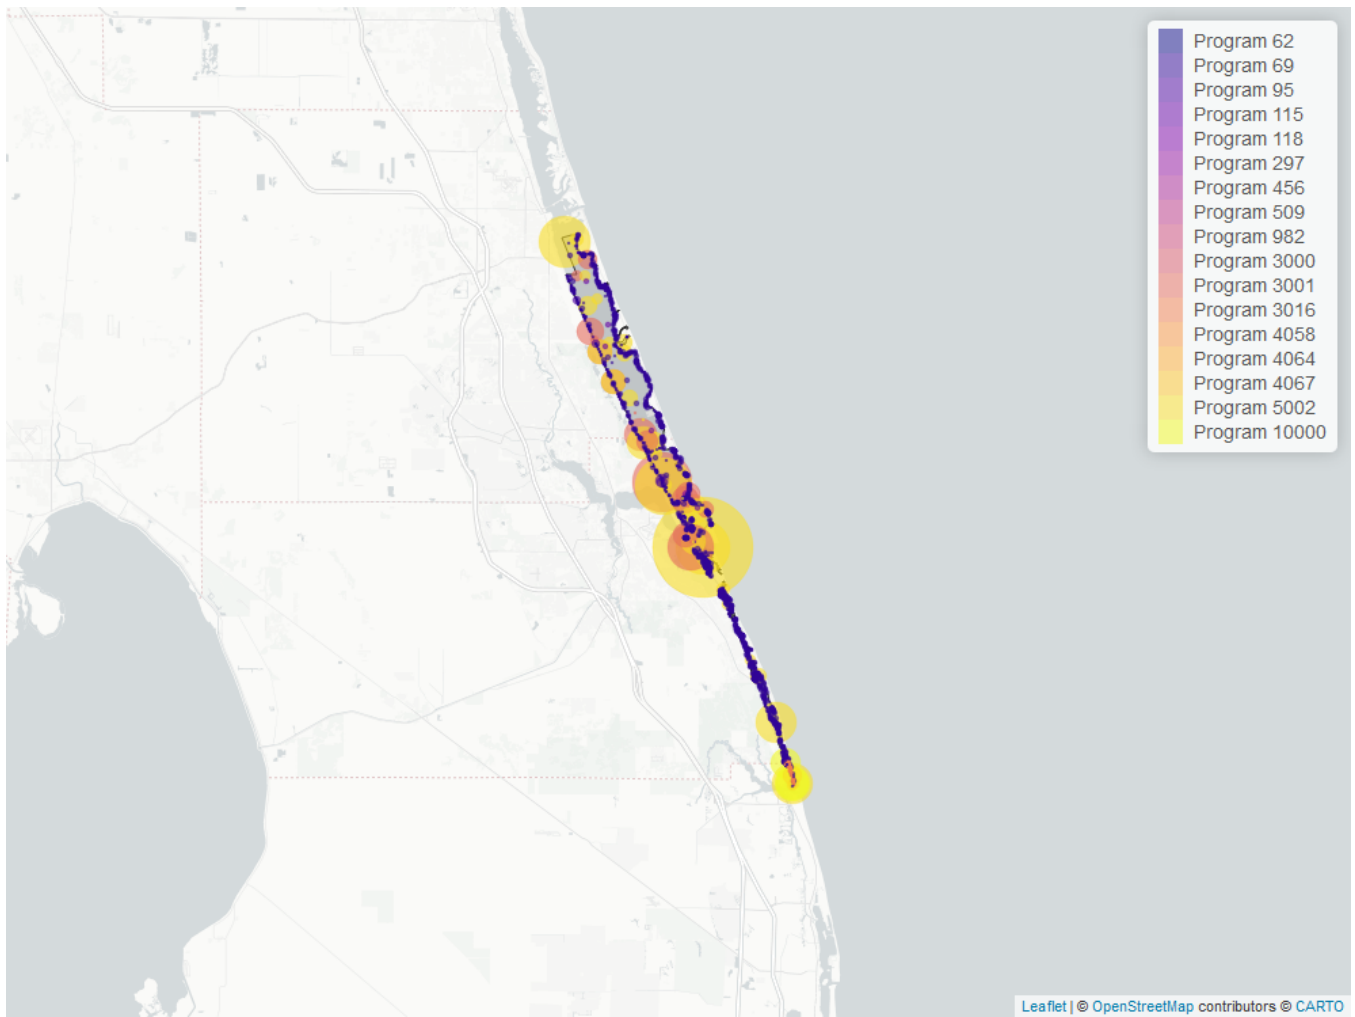 Program 62
Program 69
Program 95
Program 115
Program 118
Program 297
Program 456
Program 509
Program 982
Program 3000
Program 3001
Program 3016
Program 4058
Program 4064
Program 4067
Program 5002
Program 10000
Leaflet | © OpenStreetMap contributors © CARTO